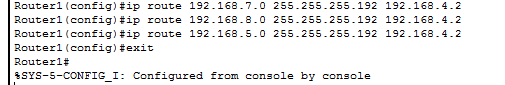 Router1(config)#ip route 192.168.7.0 255.255.255.192 192.168.4.2
Router1(config)#ip route 192.168.8.0 255.255.255.192 192.168.4.2
Router1(config)#ip route 192.168.5.0 255.255.255.192 192.168.4.2
Router1(config)#exit
Router1#
%SYS-5-CONFIG_I: Configured from console by console